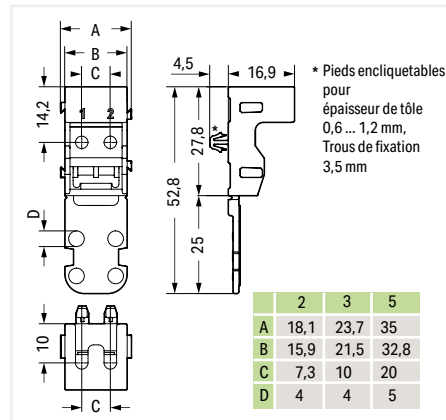 A
B
C
4,5
16,9
14,2
1 2
*
27,8
52,8
D
25
10
C
* Pieds encliquetables
pour
épaisseur de tôle
0,6 ... 1,2 mm,
Trous de fixation
3,5 mm
2 3 5
A 18,1 23,7 35
B 15,9 21,5 32,8
C 7,3 10 20
D 4 4 5